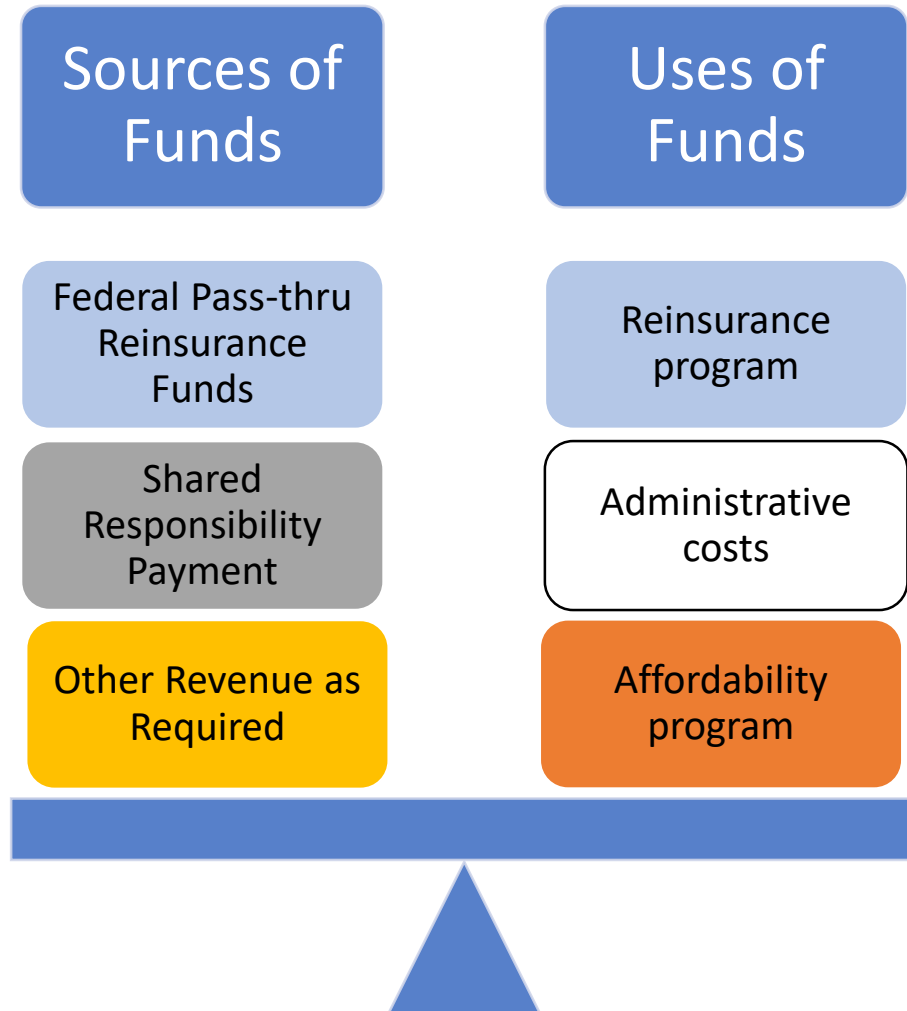 Sources of
Funds
Uses of
Funds
Federal Pass-thru
Reinsurance
Funds
Reinsurance
program
Shared
Responsibility
Payment
Administrative
costs
Other Revenue as
Required
Affordability
program